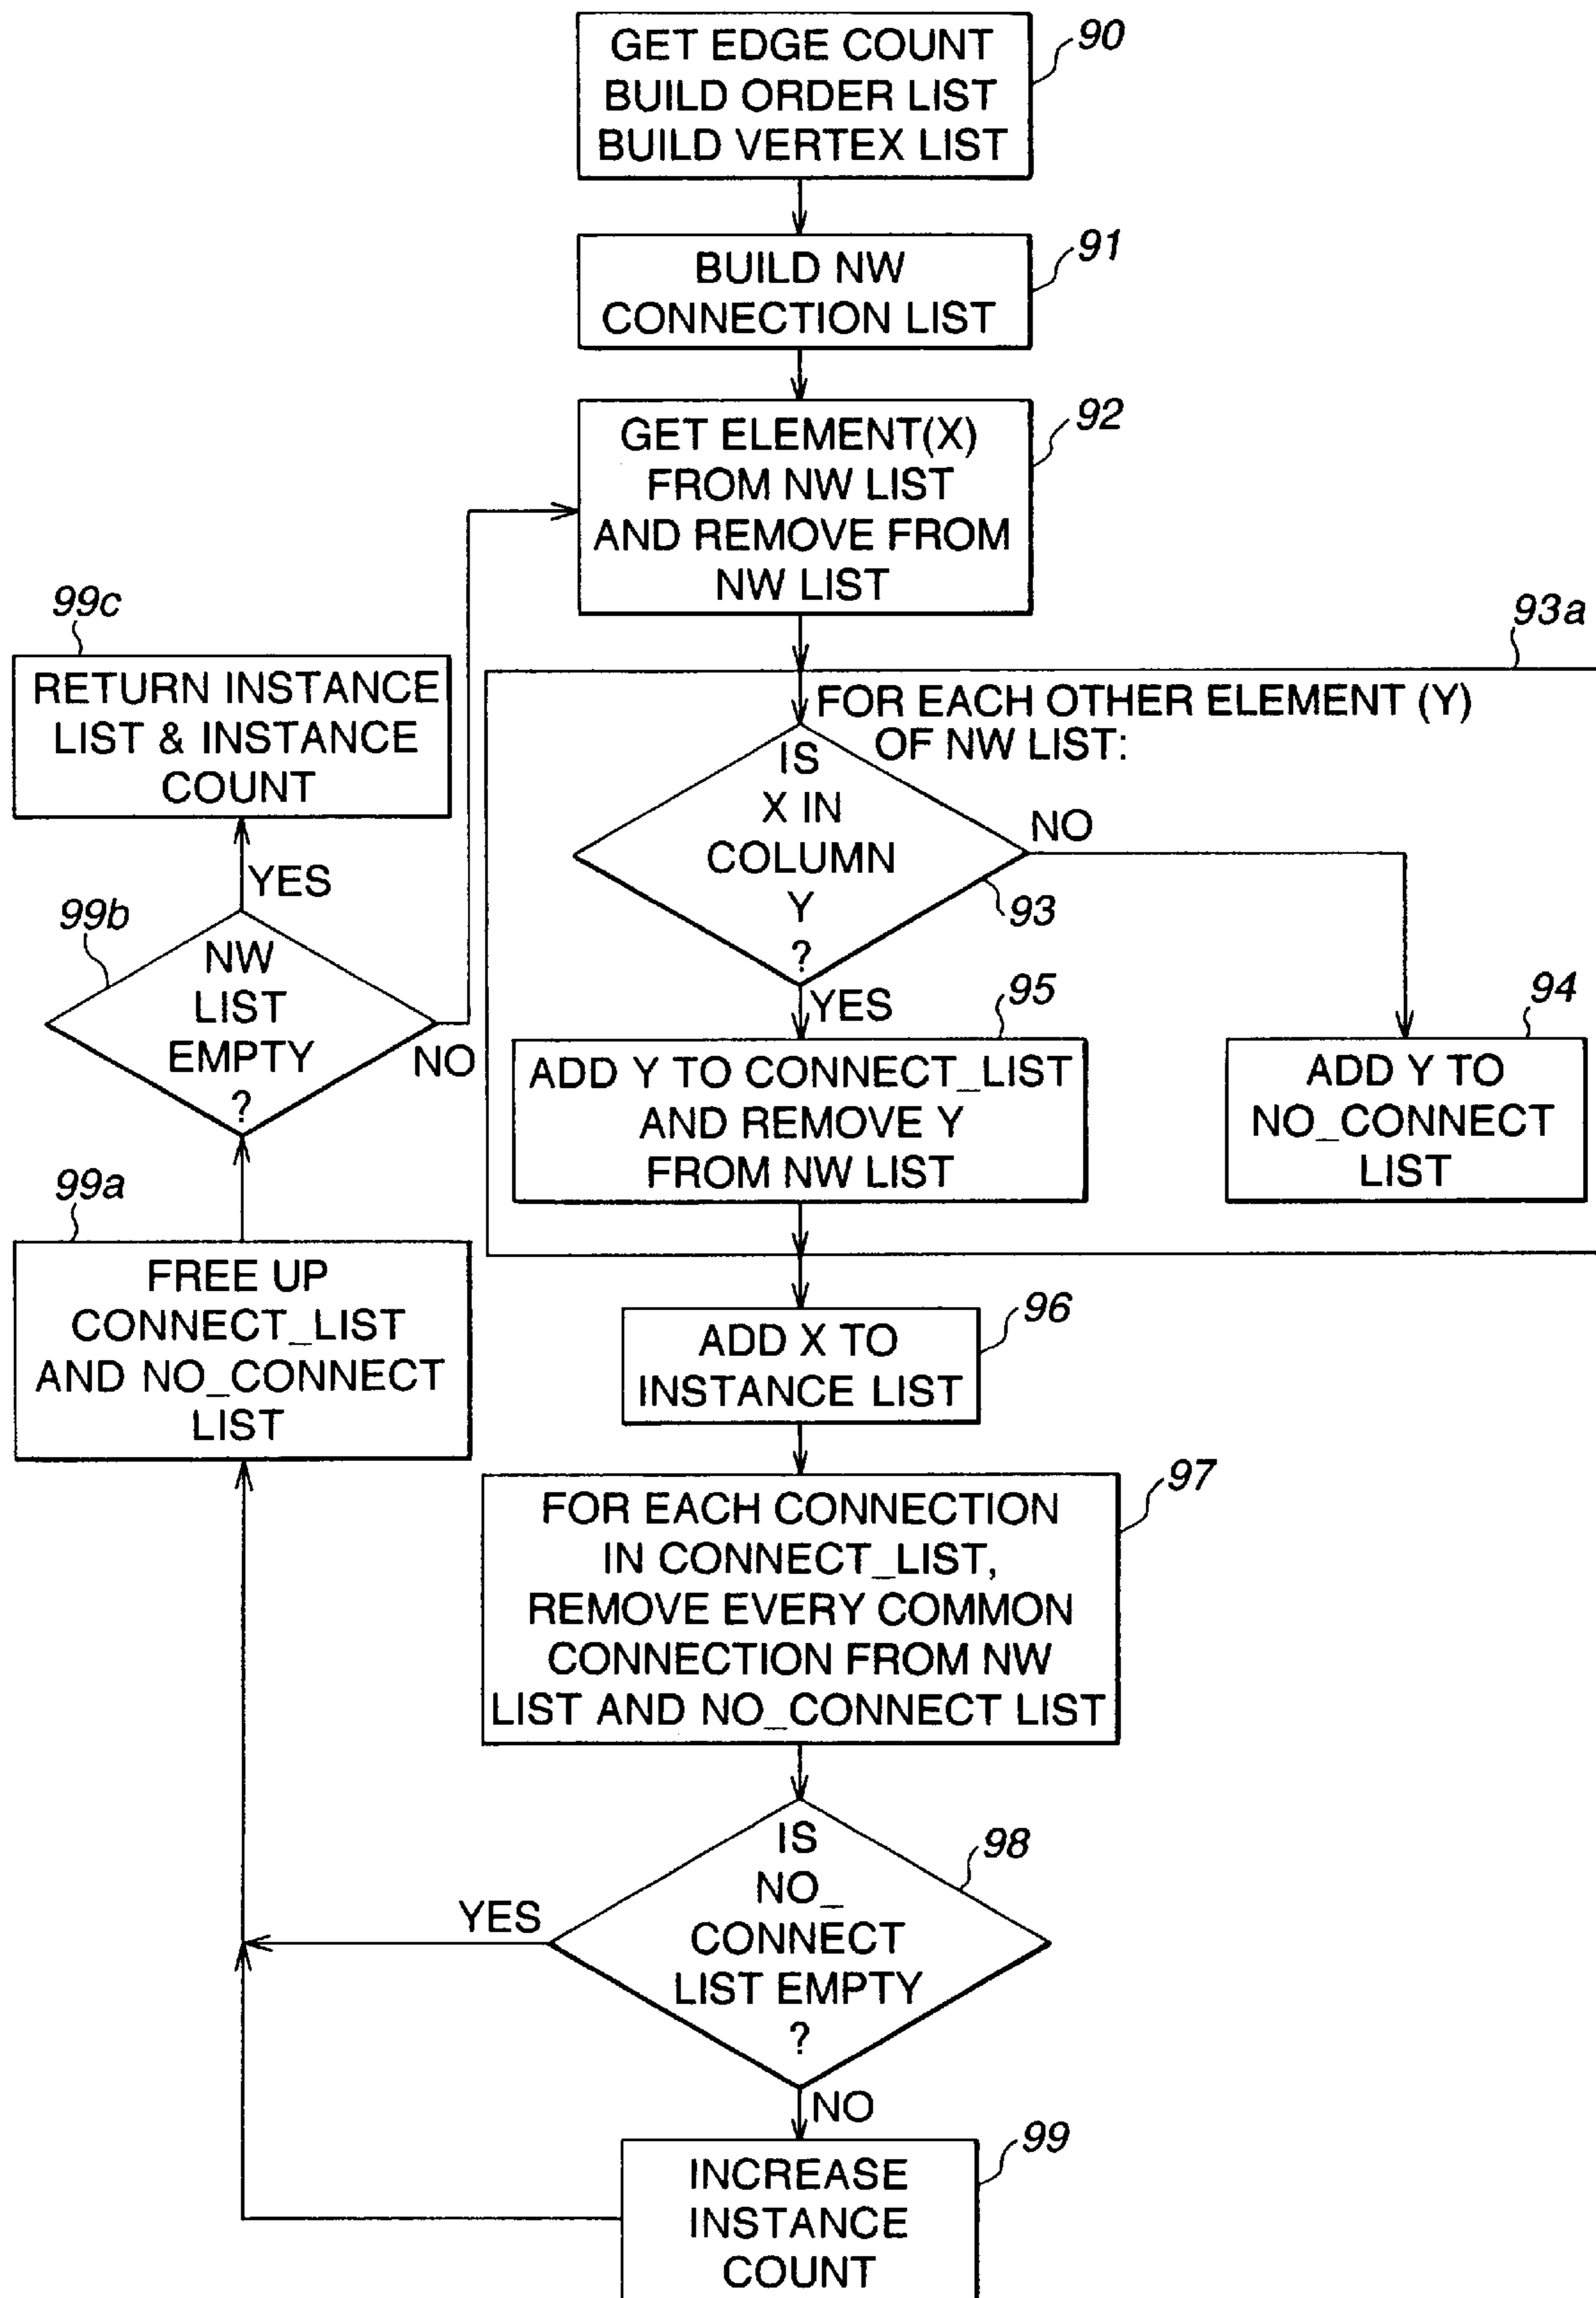 90
GET EDGE COUNT
BUILD ORDER LIST
BUILD VERTEX LIST
91
BUILD NW
CONNECTION LIST
92
GET ELEMENT(X)
FROM NW LIST
AND REMOVE FROM
NW LIST
93a
FOR EACH OTHER ELEMENT (Y)
OF NW LIST:
IS
X IN
COLUMN
Y
?
93
NO
YES
94
ADD Y TO
NO_CONNECT
LIST
95
ADD Y TO CONNECT_LIST
AND REMOVE Y
FROM NW LIST
96
ADD X TO
INSTANCE LIST
97
FOR EACH CONNECTION
IN CONNECT_LIST,
REMOVE EVERY COMMON
CONNECTION FROM NW
LIST AND NO_CONNECT LIST
98
IS
NO_
CONNECT
LIST EMPTY
?
YES
NO
99
INCREASE
INSTANCE
COUNT
99a
FREE UP
CONNECT_LIST
AND NO_CONNECT
LIST
99b
NW
LIST
EMPTY
?
NO
YES
99c
RETURN INSTANCE
LIST & INSTANCE
COUNT